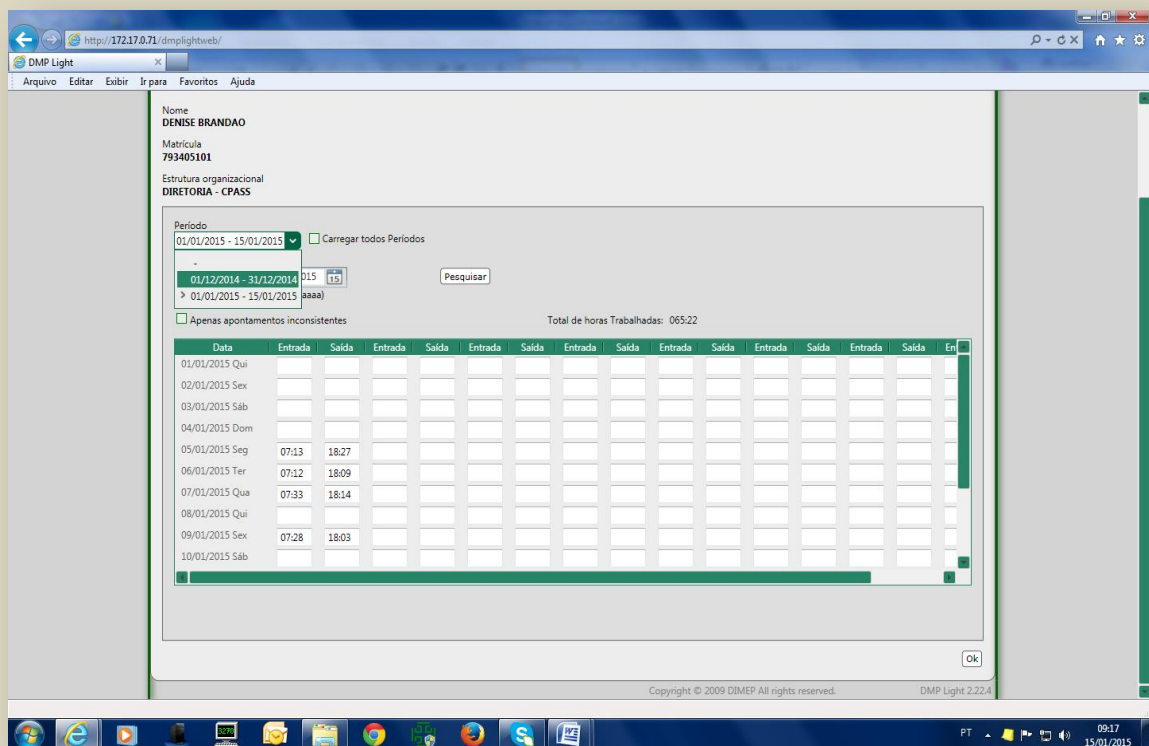 http://172.17.0.71/dmplightweb/
DMP Light
Arquivo Editar Exibir Ir para Favoritos Ajuda
Nome
DENISE BRANDAO
Matrícula
793405101
Estrutura organizacional
DIRETORIA - CPASS
Período
01/01/2015 - 15/01/2015 Carregar todos Períodos
-
01/12/2014 - 31/12/2014 015 15 Pesquisar
> 01/01/2015 - 15/01/2015 aaaa)
Apenas apontamentos inconsistentes Total de horas Trabalhadas: 065:22
Data Entrada Saída Entrada Saída Entrada Saída Entrada Saída Entrada Saída Entrada Saída Entrada Saída En
01/01/2015 Qui
02/01/2015 Sex
03/01/2015 Sáb
04/01/2015 Dom
05/01/2015 Seg 07:13 18:27
06/01/2015 Ter 07:12 18:09
07/01/2015 Qua 07:33 18:14
08/01/2015 Qui
09/01/2015 Sex 07:28 18:03
10/01/2015 Sáb
Ok
Copyright © 2009 DIMEP All rights reserved. DMP Light 2.22.4
3270
PT 09:17
15/01/2015